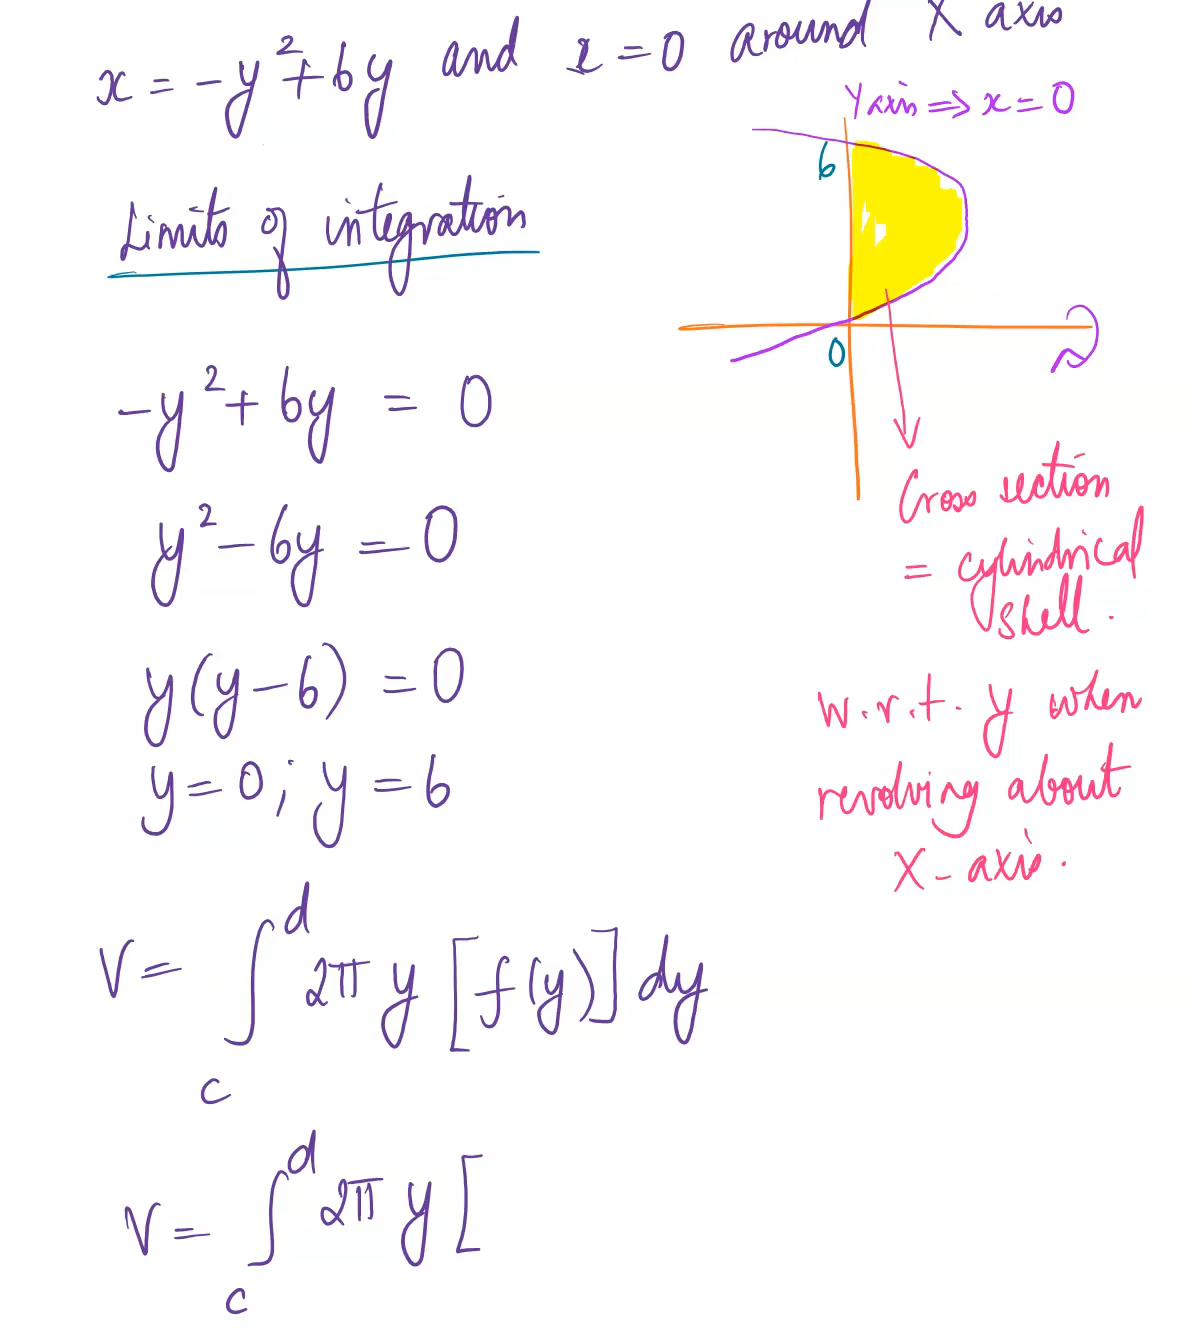 x = -y² + 6y and x = 0 around X axis
Y axis ⇒ x = 0
6
Limits of integration
0
-y² + 6y = 0
y² - 6y = 0
y(y-6) = 0
y = 0; y = 6
Cross section
= cylindrical
shell.
w.r.t. y when
revolving about
X-axis.
V = ∫_c^d 2π y [f(y)] dy
V = ∫_c^d 2π y [